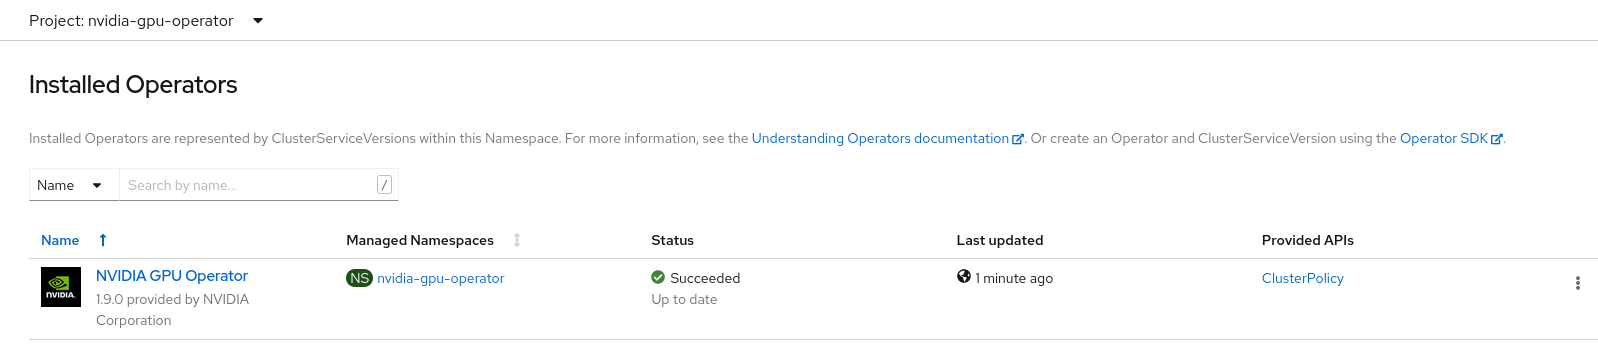 Project: nvidia-gpu-operator
Installed Operators
Installed Operators are represented by ClusterServiceVersions within this Namespace. For more information, see the Understanding Operators documentation. Or create an Operator and ClusterServiceVersion using the Operator SDK.
Name Search by name... /
Name Managed Namespaces Status Last updated Provided APIs
NVIDIA GPU Operator NS nvidia-gpu-operator Succeeded 1 minute ago ClusterPolicy
NVIDIA. 1.9.0 provided by NVIDIA Up to date
Corporation